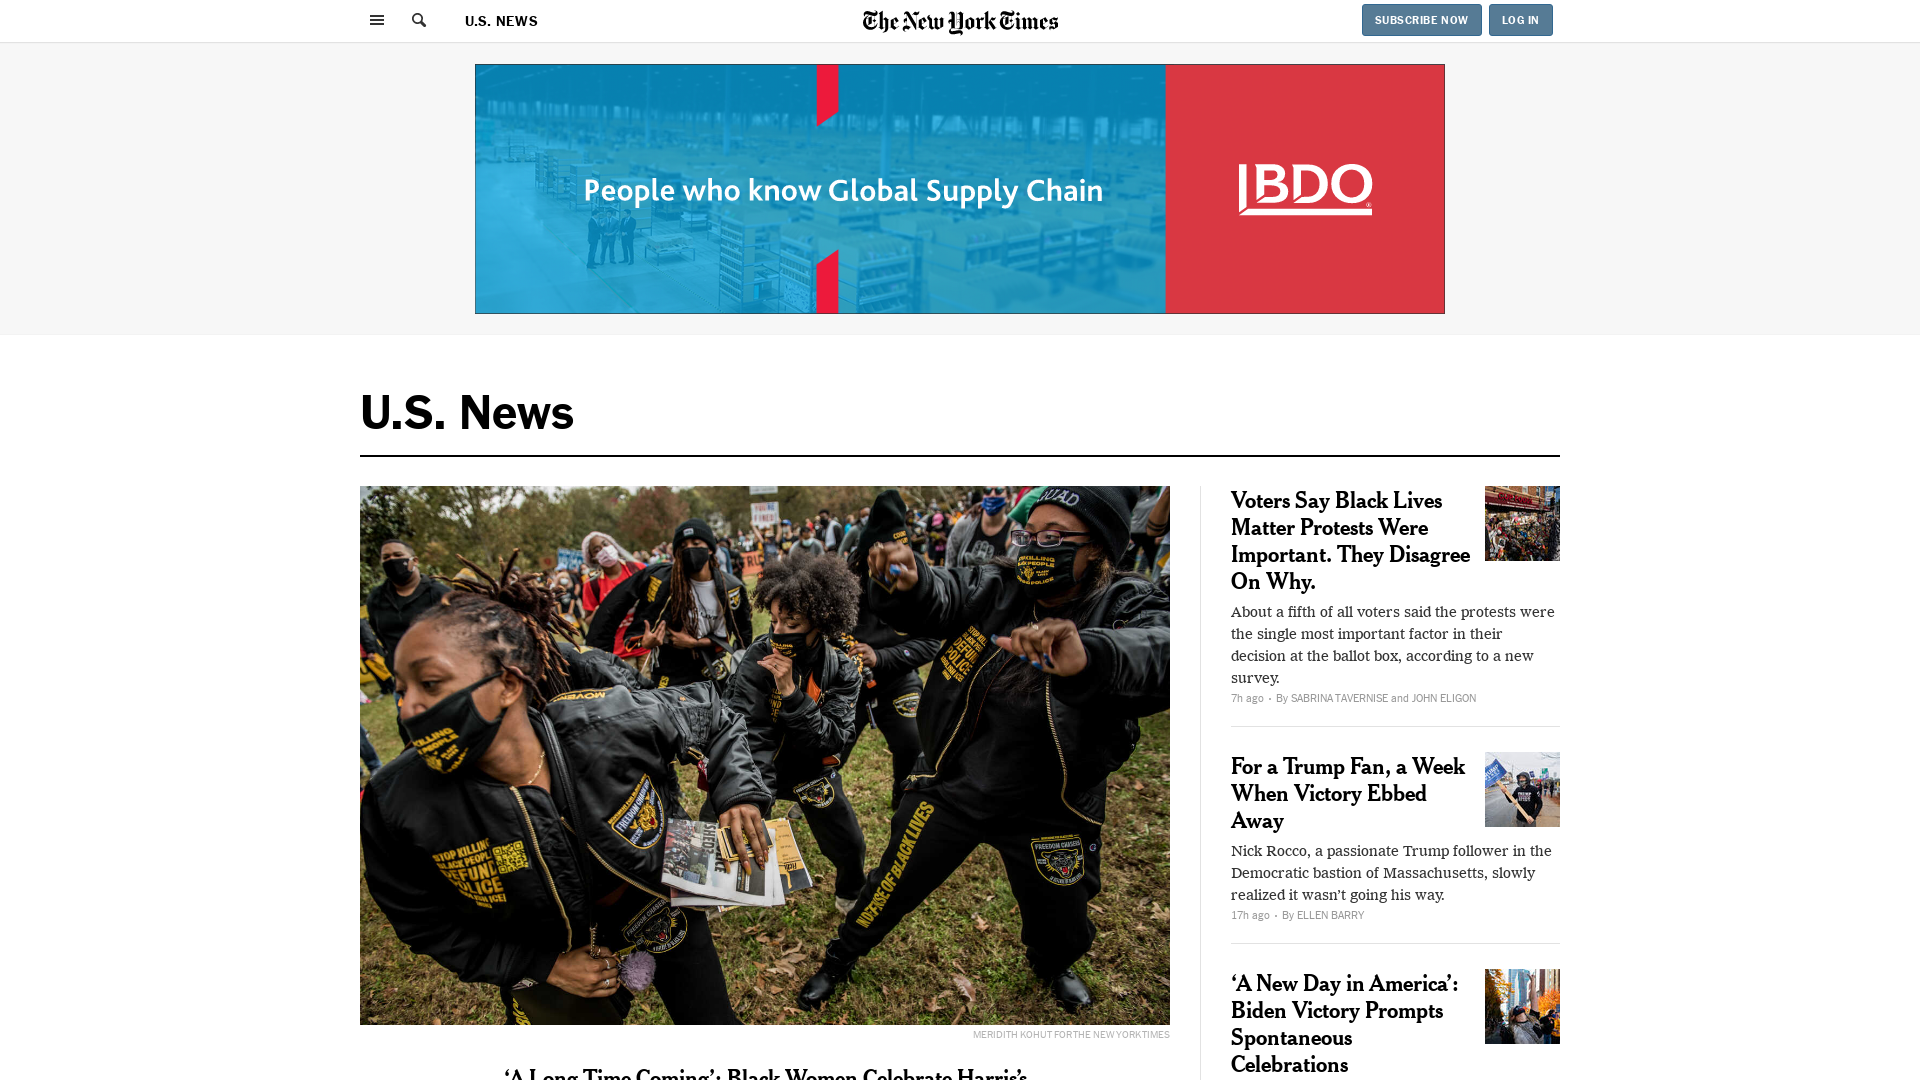 U.S. NEWS
The New York Times
SUBSCRIBE NOW
LOG IN
People who know Global Supply Chain
BDO
U.S. News
MERIDITH KOHUT FOR THE NEW YORK TIMES
‘A Long Time Coming’: Black Women Celebrate Harris’s
Voters Say Black Lives
Matter Protests Were
Important. They Disagree
On Why.
About a fifth of all voters said the protests were
the single most important factor in their
decision at the ballot box, according to a new
survey.
7h ago · By SABRINA TAVERNISE and JOHN ELIGON
For a Trump Fan, a Week
When Victory Ebbed
Away
Nick Rocco, a passionate Trump follower in the
Democratic bastion of Massachusetts, slowly
realized it wasn’t going his way.
17h ago · By ELLEN BARRY
‘A New Day in America’:
Biden Victory Prompts
Spontaneous
Celebrations